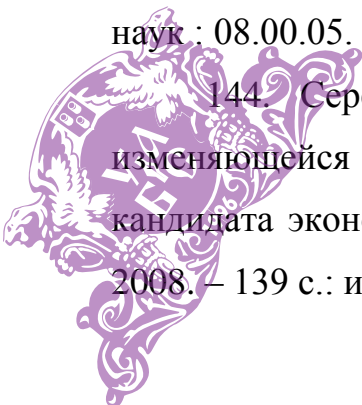 наук : 08.00.05.
144. Сер
изменяющейся
кандидата экон
2008. – 139 с.: и